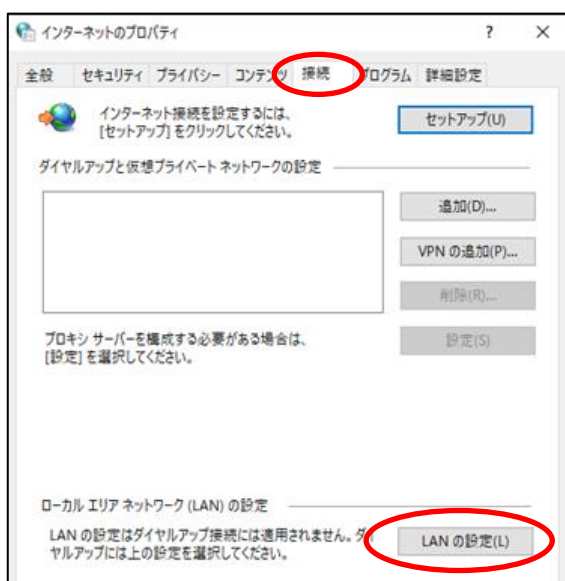 インターネットのプロパティ ? ×
全般 セキュリティ プライバシー コンテンツ 接続 プログラム 詳細設定
インターネット接続を設定するには、
[セットアップ] をクリックしてください。
セットアップ(U)
ダイヤルアップと仮想プライベート ネットワークの設定
追加(D)...
VPN の追加(P)...
削除(R)...
プロキシ サーバーを構成する必要がある場合は、
[設定] を選択してください。
設定(S)
ローカル エリア ネットワーク (LAN) の設定
LAN の設定はダイヤルアップ接続には適用されません。ダイ
ヤルアップには上の設定を選択してください。
LAN の設定(L)